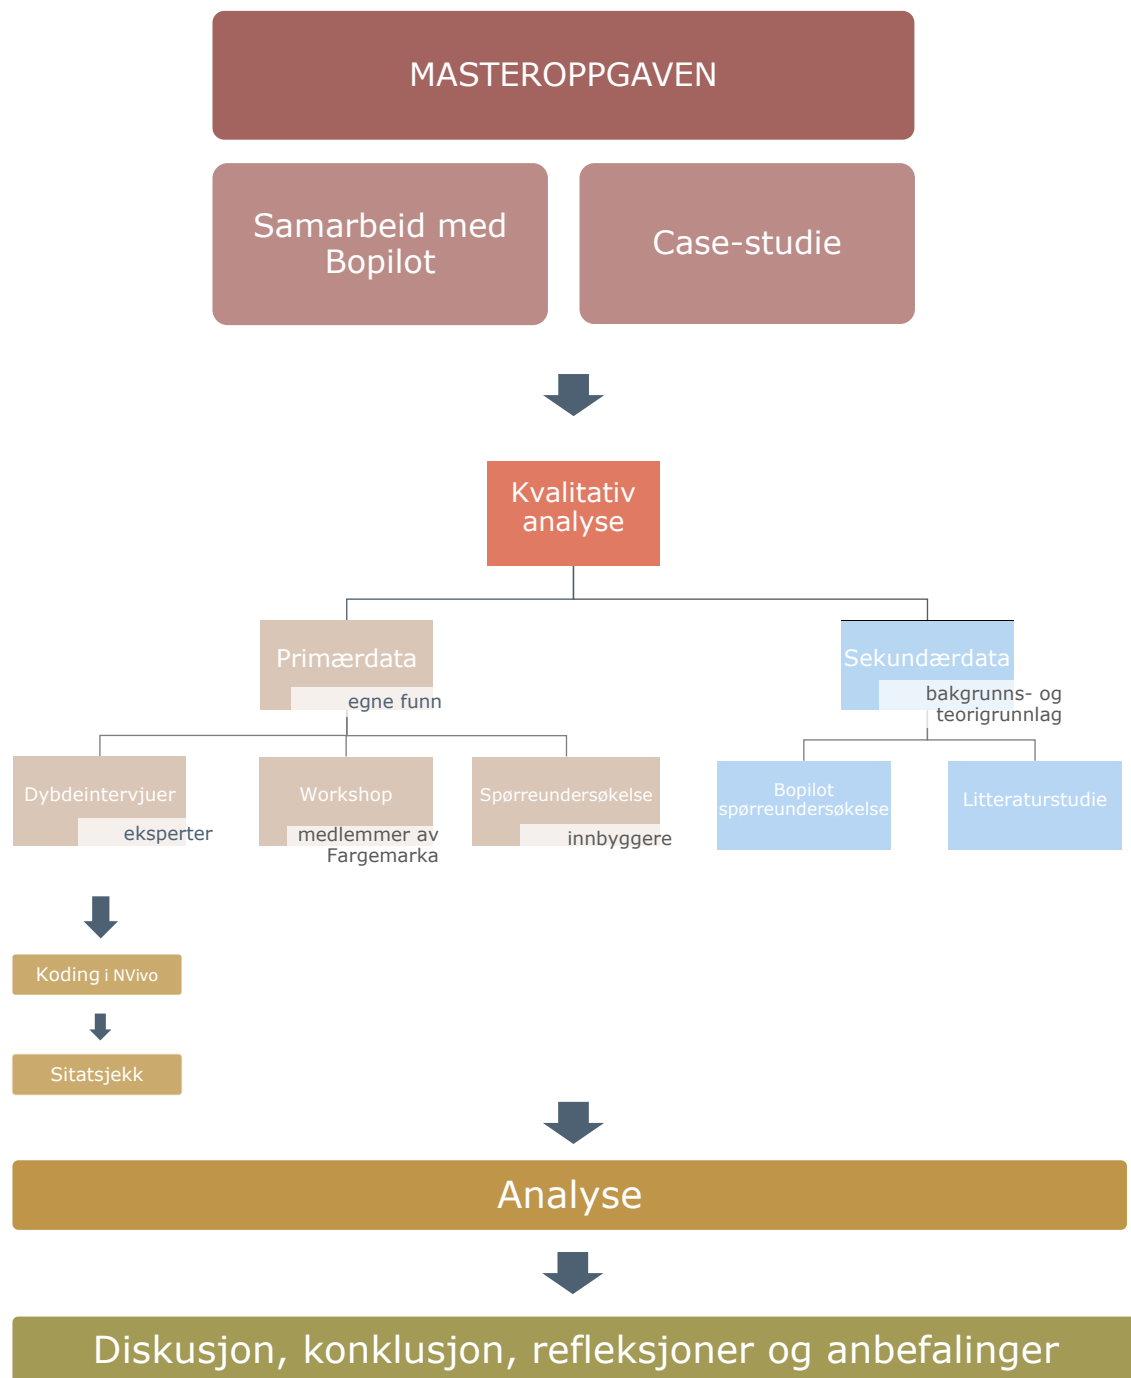 MASTEROPPGAVEN
Samarbeid med
Bopilot
Case-studie
Kvalitativ
analyse
Primærdata
egne funn
Sekundærdata
bakgrunns- og
teorigrunnlag
Dybdeintervjuer
eksperter
Workshop
medlemmer av
Fargemarka
Spørreundersøkelse
innbyggere
Bopilot
spørreundersøkelse
Litteraturstudie
Koding i NVivo
Sitatsjekk
Analyse
Diskusjon, konklusjon, refleksjoner og anbefalinger